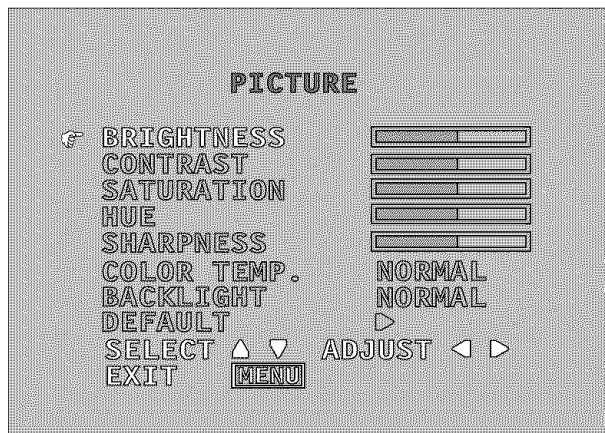 PICTURE
BRIGHTNESS
CONTRAST
SATURATION
HUE
SHARPNESS
COLOR TEMP. NORMAL
BACKLIGHT NORMAL
DEFAULT
SELECT ADJUST
EXIT MENU